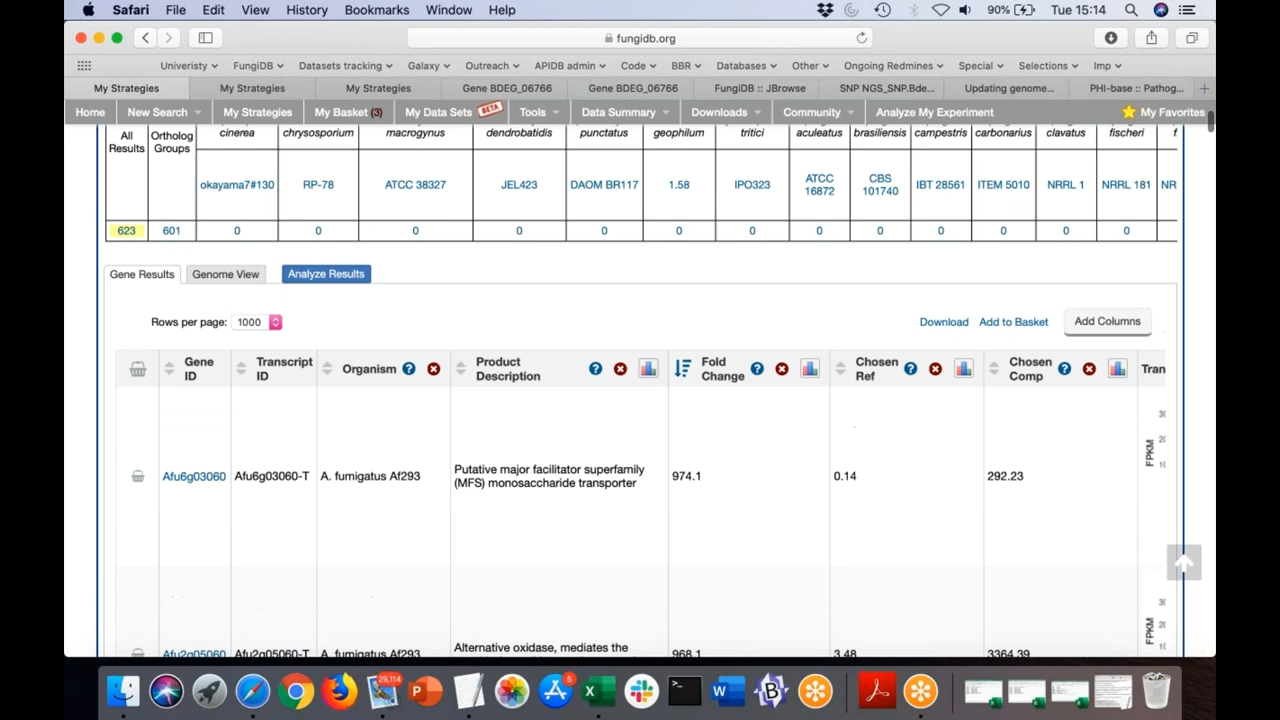 Safari File Edit View History Bookmarks Window Help 90% Tue 15:14
fungidb.org
Univeristy FungiDB Datasets tracking Galaxy Outreach APIDB admin Code BBR Databases Other Ongoing Redmines Special Selections Imp
My Strategies My Strategies My Strategies Gene BDEG_06766 Gene BDEG_06766 FungiDB :: JBrowse SNP NGS_SNP.Bde... Updating genome... PHI-base :: Pathog...
Home New Search My Strategies My Basket (3) My Data Sets BETA Tools Data Summary Downloads Community Analyze My Experiment My Favorites
All Results Ortholog Groups cinerea chrysosporium macrogynus dendrobatidis punctatus geophilum tritici aculeatus brasiliensis campestris carbonarius clavatus fischeri f.
okayama7#130 RP-78 ATCC 38327 JEL423 DAOM BR117 1.58 IPO323 ATCC 16872 CBS 101740 IBT 28561 ITEM 5010 NRRL 1 NRRL 181 NR
623 601 0 0 0 0 0 0 0 0 0 0 0 0 0
Gene Results Genome View Analyze Results
Rows per page: 1000 Download Add to Basket Add Columns
Gene ID Transcript ID Organism Product Description Fold Change Chosen Ref Chosen Comp Tran
Afu6g03060 Afu6g03060-T A. fumigatus Af293 Putative major facilitator superfamily (MFS) monosaccharide transporter 974.1 0.14 292.23 FPKM
Afu2g05060 Afu2g05060-T A. fumigatus Af293 Alternative oxidase, mediates the 968.1 3.48 3364.39 FPKM
29,114 5